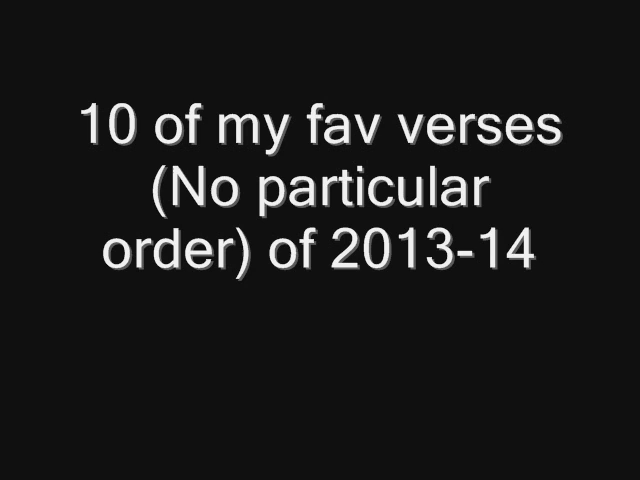 10 of my fav verses
(No particular
order) of 2013-14